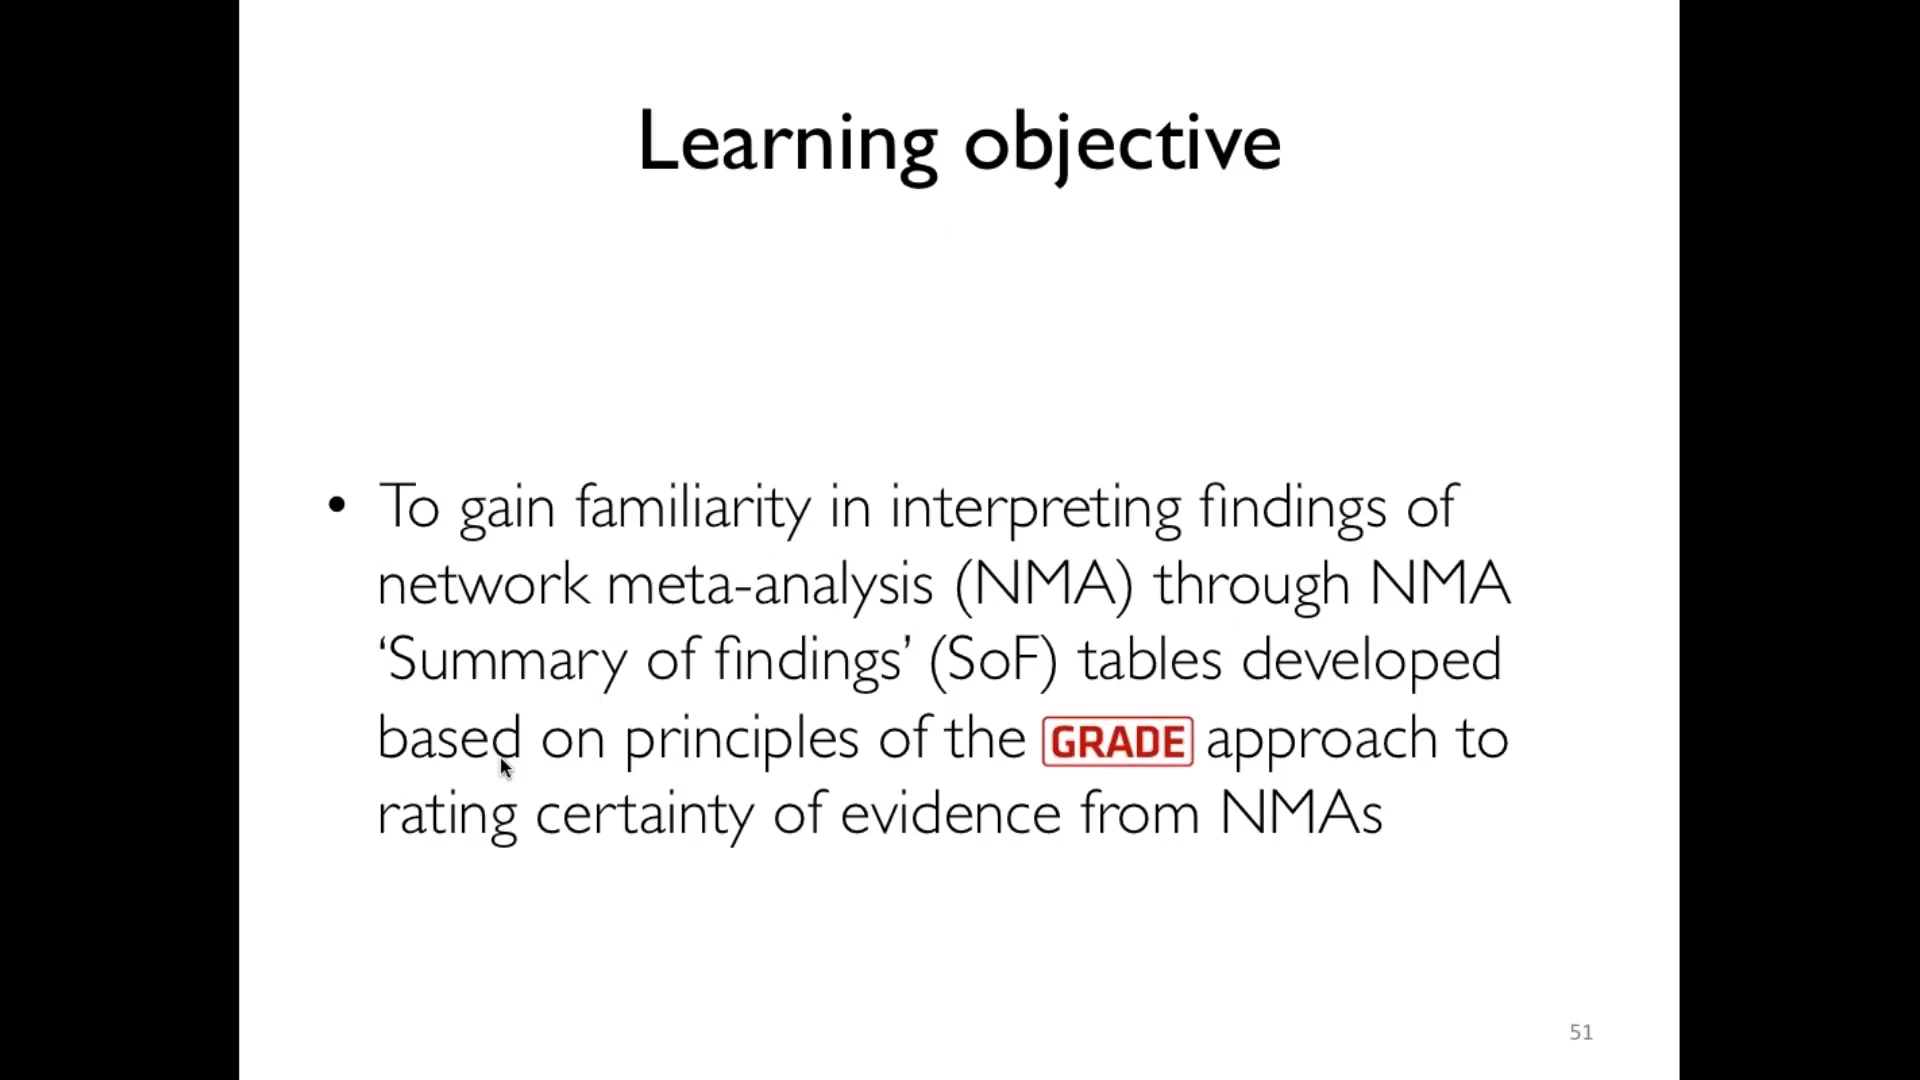 Learning objective
• To gain familiarity in interpreting findings of
network meta-analysis (NMA) through NMA
‘Summary of findings’ (SoF) tables developed
based on principles of the GRADE approach to
rating certainty of evidence from NMAs
51